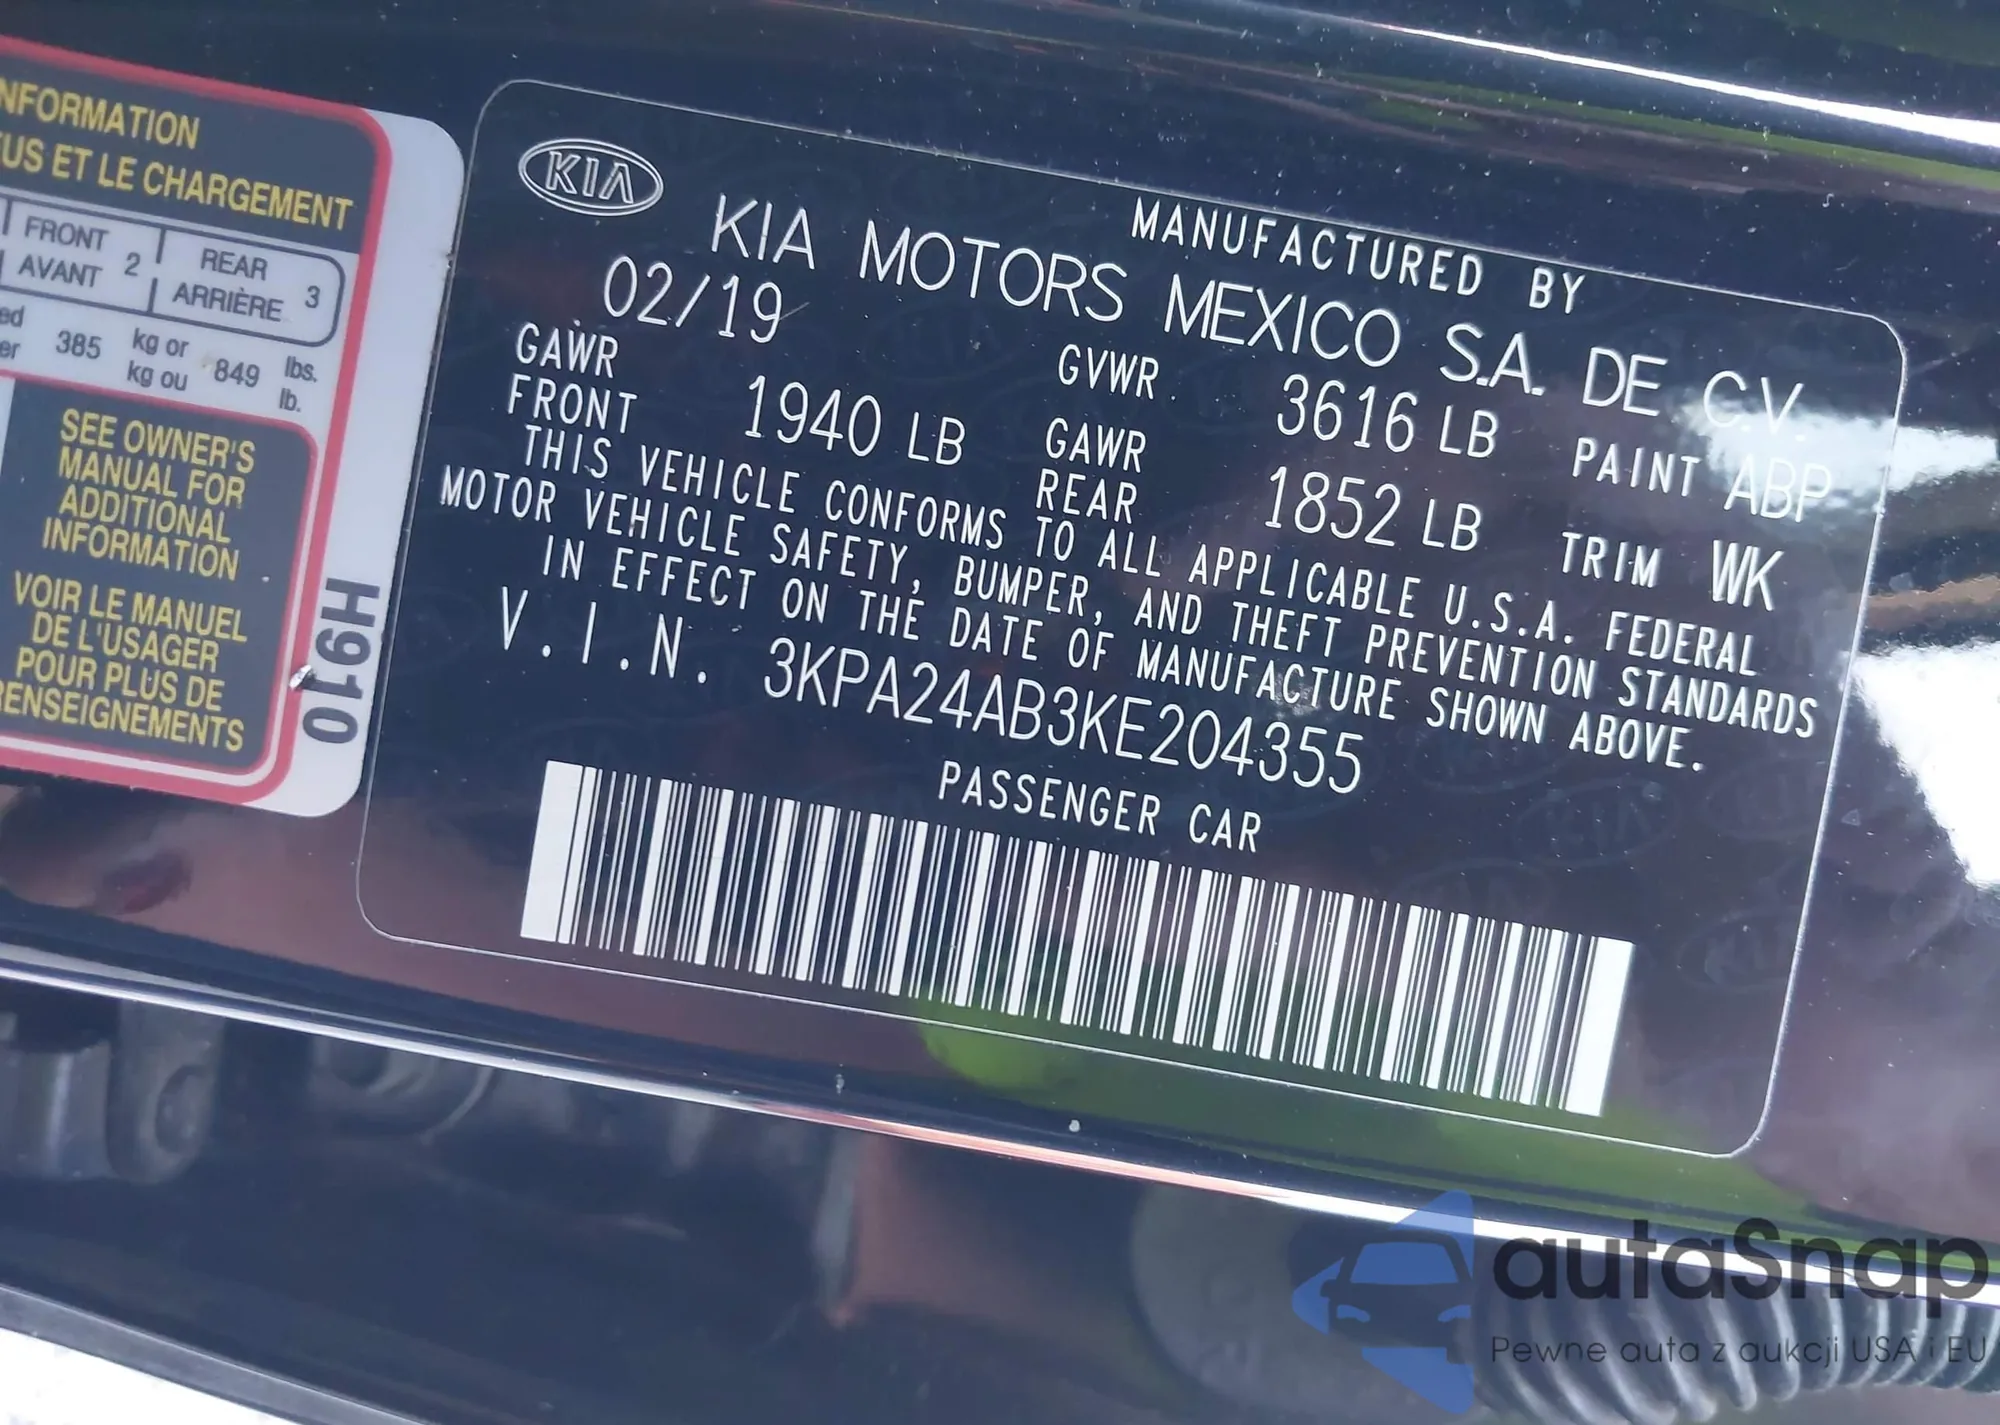 NFORMATION
EUS ET LE CHARGEMENT
FRONT
AVANT 2
REAR
ARRIÈRE 3
ed
er 385 kg or
kg ou 849 lbs.
lb.
SEE OWNER'S
MANUAL FOR
ADDITIONAL
INFORMATION
VOIR LE MANUEL
DE L'USAGER
POUR PLUS DE
RENSEIGNEMENTS
H910
KIA
MANUFACTURED BY
KIA MOTORS MEXICO S.A. DE C.V.
02/19 GVWR 3616 LB PAINT ABP
GAWR
FRONT 1940 LB GAWR
REAR 1852 LB TRIM WK
THIS VEHICLE CONFORMS TO ALL APPLICABLE U.S.A. FEDERAL
MOTOR VEHICLE SAFETY, BUMPER, AND THEFT PREVENTION STANDARDS
IN EFFECT ON THE DATE OF MANUFACTURE SHOWN ABOVE.
V.I.N. 3KPA24AB3KE204355
PASSENGER CAR
autaSnap
Pewne auta z aukcji USA i EU